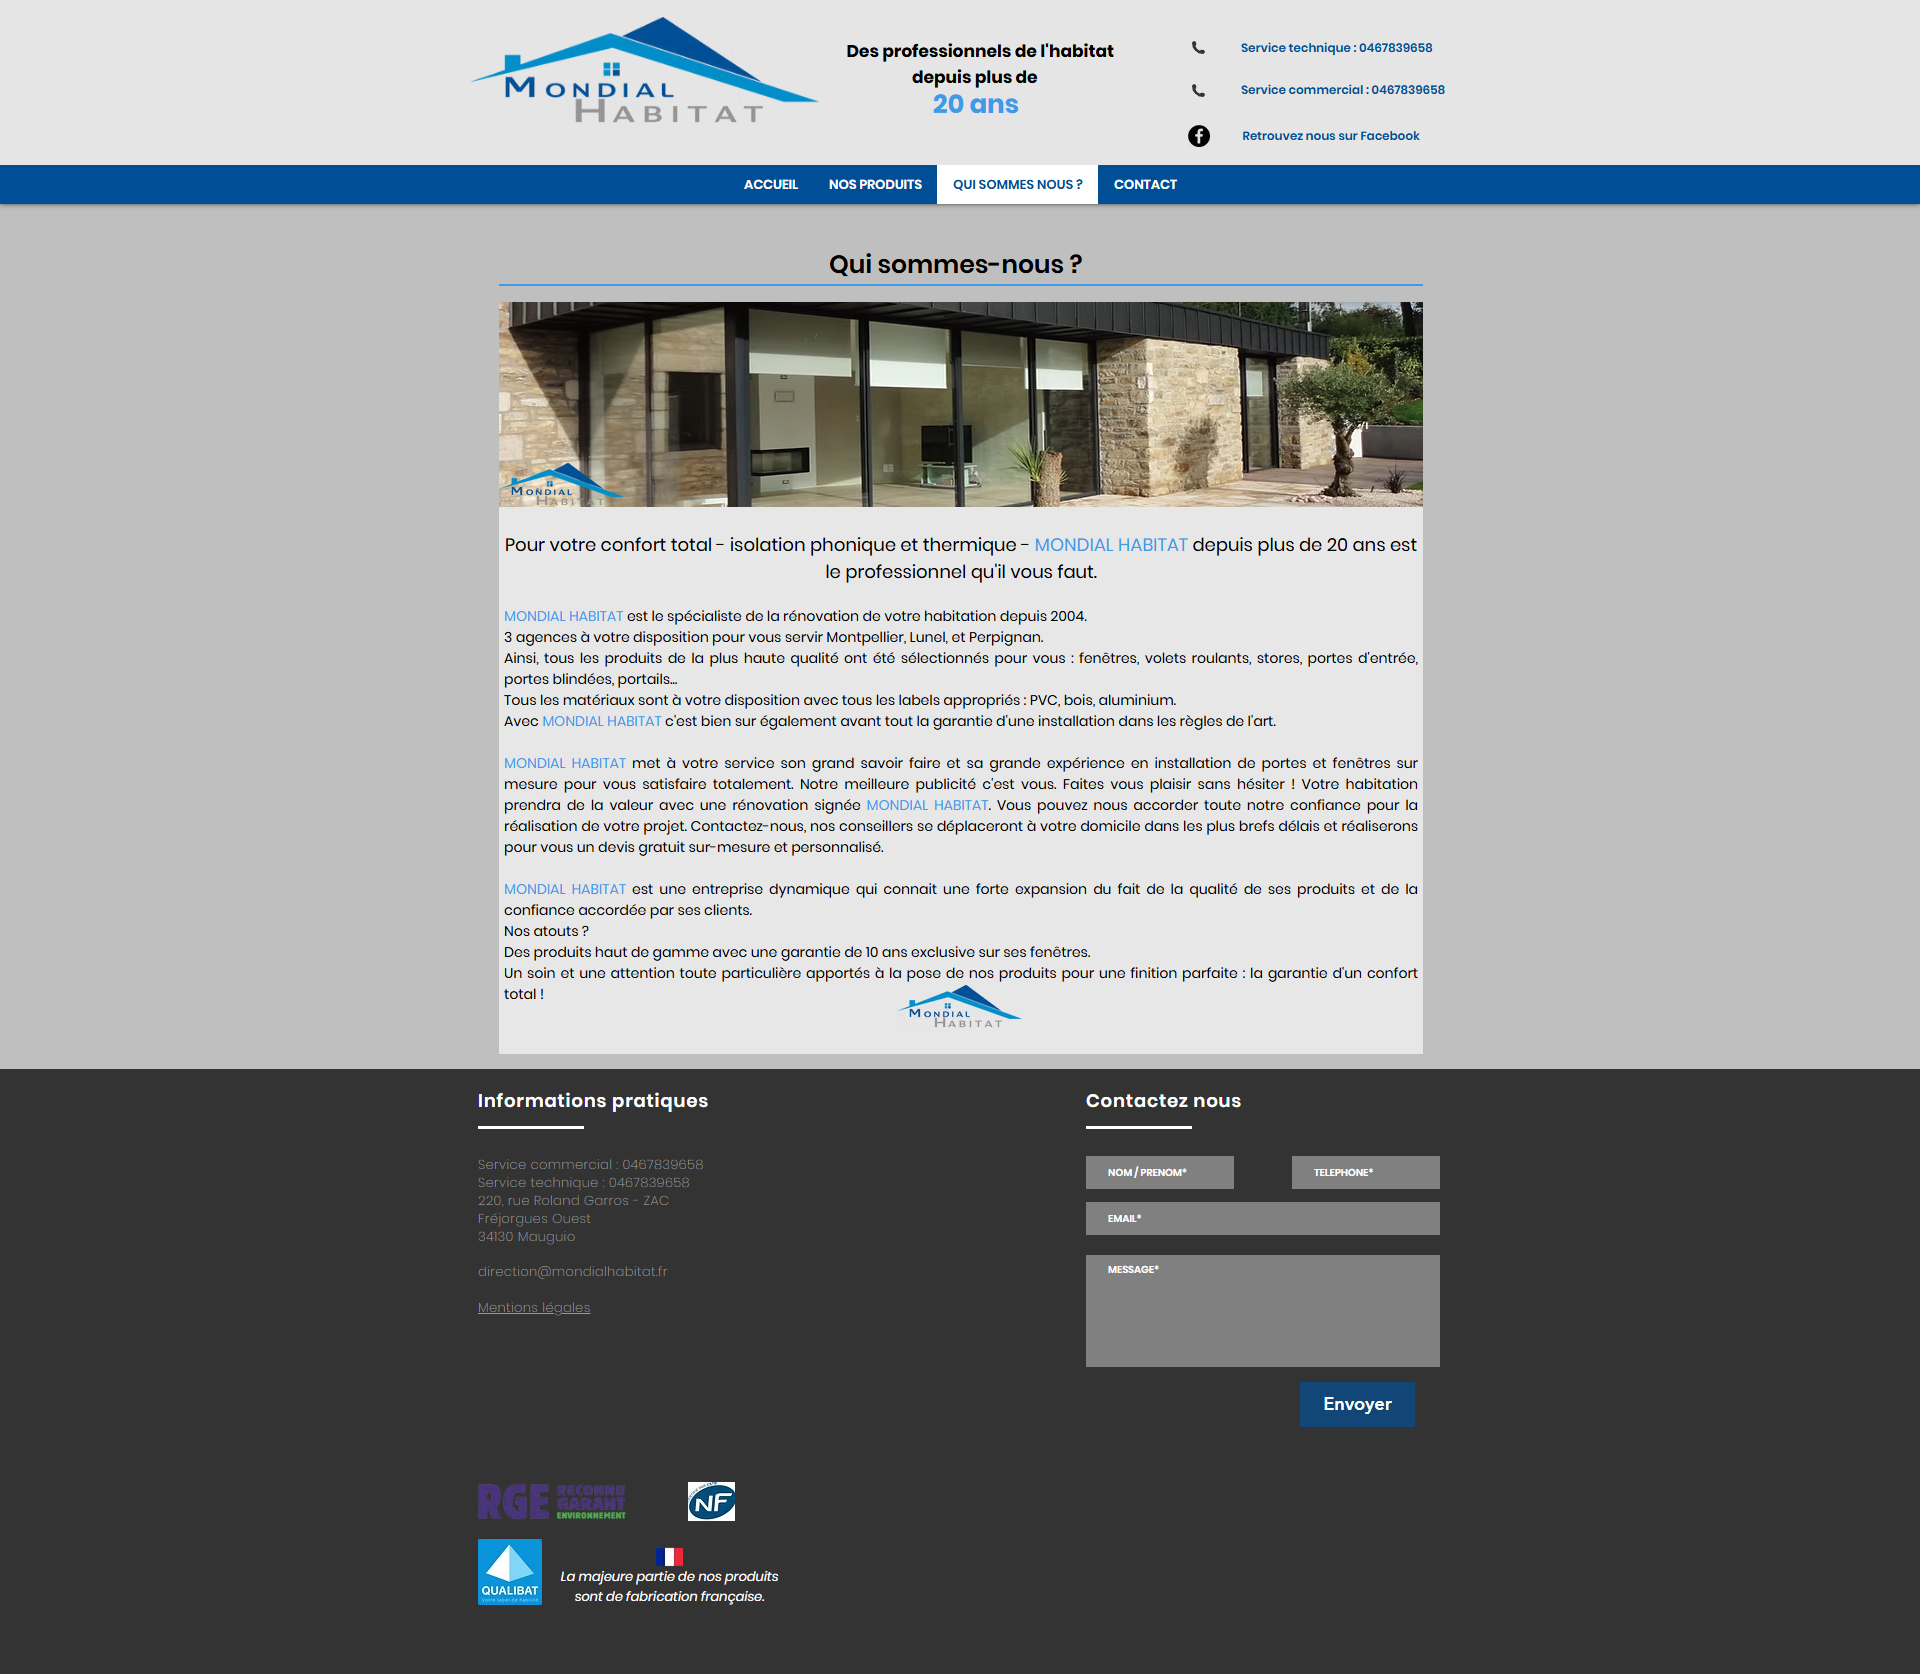 MONDIAL
HABITAT
Des professionnels de l'habitat
depuis plus de
20 ans
Service technique : 0467839658
Service commercial : 0467839658
Retrouvez nous sur Facebook
ACCUEIL
NOS PRODUITS
QUI SOMMES NOUS ?
CONTACT
Qui sommes-nous ?
MONDIAL
HABITAT
Pour votre confort total - isolation phonique et thermique - MONDIAL HABITAT depuis plus de 20 ans est
le professionnel qu'il vous faut.
MONDIAL HABITAT est le spécialiste de la rénovation de votre habitation depuis 2004.
3 agences à votre disposition pour vous servir Montpellier, Lunel, et Perpignan.
Ainsi, tous les produits de la plus haute qualité ont été sélectionnés pour vous : fenêtres, volets roulants, stores, portes d'entrée,
portes blindées, portails...
Tous les matériaux sont à votre disposition avec tous les labels appropriés : PVC, bois, aluminium.
Avec MONDIAL HABITAT c'est bien sur également avant tout la garantie d'une installation dans les règles de l'art.
MONDIAL HABITAT met à votre service son grand savoir faire et sa grande expérience en installation de portes et fenêtres sur
mesure pour vous satisfaire totalement. Notre meilleure publicité c'est vous. Faites vous plaisir sans hésiter ! Votre habitation
prendra de la valeur avec une rénovation signée MONDIAL HABITAT. Vous pouvez nous accorder toute notre confiance pour la
réalisation de votre projet. Contactez-nous, nos conseillers se déplaceront à votre domicile dans les plus brefs délais et réaliserons
pour vous un devis gratuit sur-mesure et personnalisé.
MONDIAL HABITAT est une entreprise dynamique qui connait une forte expansion du fait de la qualité de ses produits et de la
confiance accordée par ses clients.
Nos atouts ?
Des produits haut de gamme avec une garantie de 10 ans exclusive sur ses fenêtres.
Un soin et une attention toute particulière apportés à la pose de nos produits pour une finition parfaite : la garantie d'un confort
total !
MONDIAL
HABITAT
Informations pratiques
Service commercial : 0467839658
Service technique : 0467839658
220, rue Roland Garros - ZAC
Fréjorgues Ouest
34130 Mauguio
direction@mondialhabitat.fr
Mentions légales
Contactez nous
NOM / PRENOM*
TELEPHONE*
EMAIL*
MESSAGE*
Envoyer
RGE
RECONNU
GARANT
ENVIRONNEMENT
NF
QUALIBAT
La majeure partie de nos produits
sont de fabrication française.